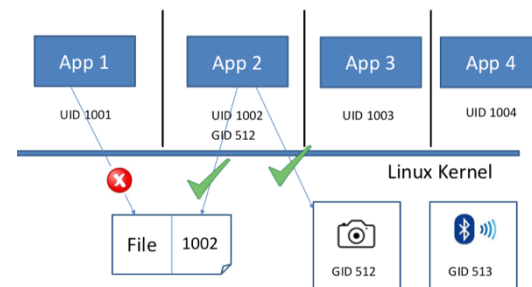 App 1
App 2
App 3
App 4
UID 1001
UID 1002
GID 512
UID 1003
UID 1004
Linux Kernel
File
1002
GID 512
GID 513